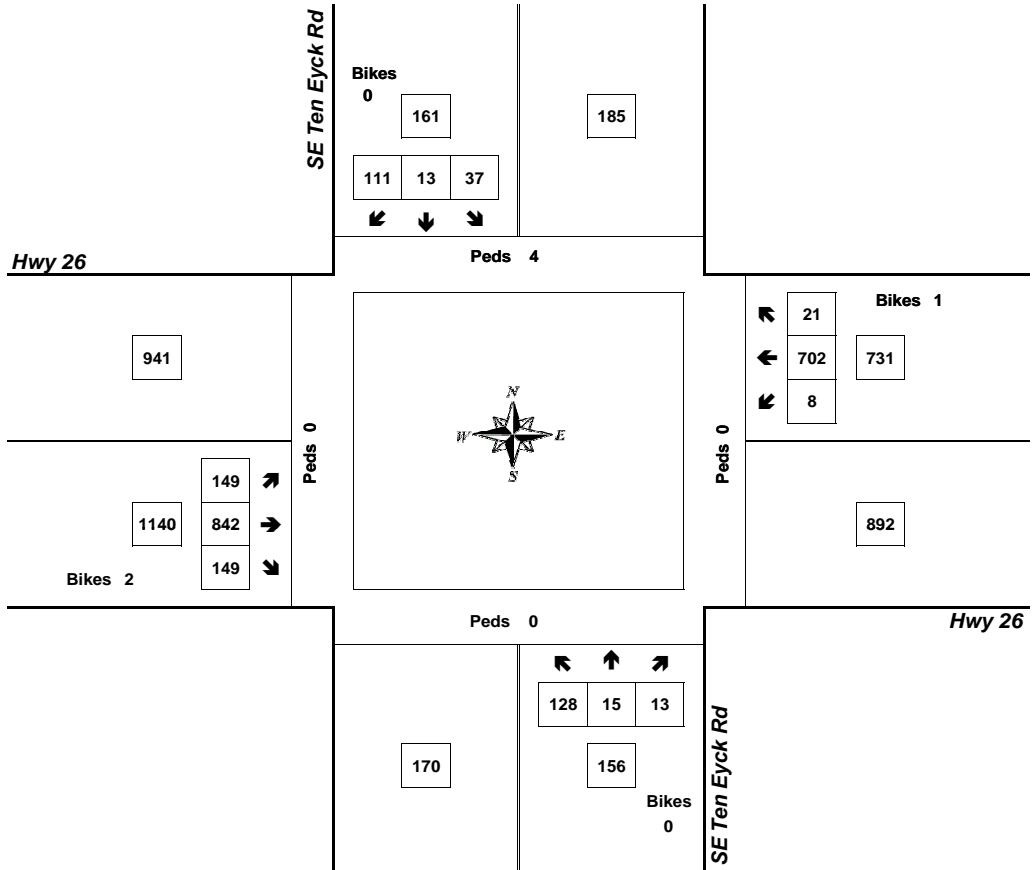 SE Ten Eyck Rd
Bikes
0
161
185
111 13 37
Peds 4
Hwy 26
Bikes 1
21
941
702 731
8
N
W E
S
Peds 0
Peds 0
149
1140 842
892
149
Bikes 2
Peds 0
Hwy 26
128 15 13
170
156
Bikes
0
SE Ten Eyck Rd